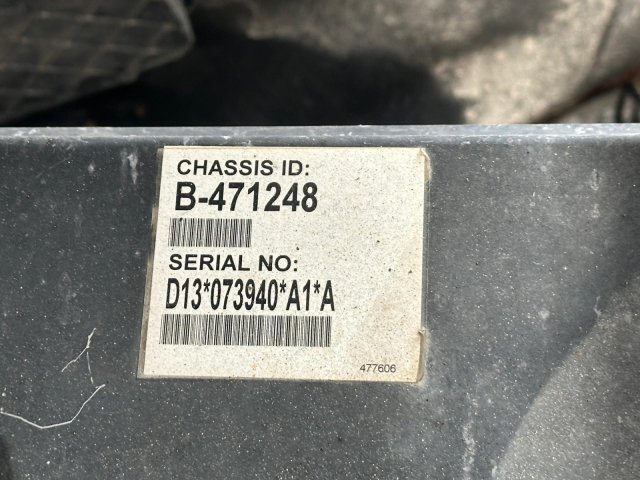 CHASSIS ID:
B-471248
SERIAL NO:
D13*073940*A1*A
477606